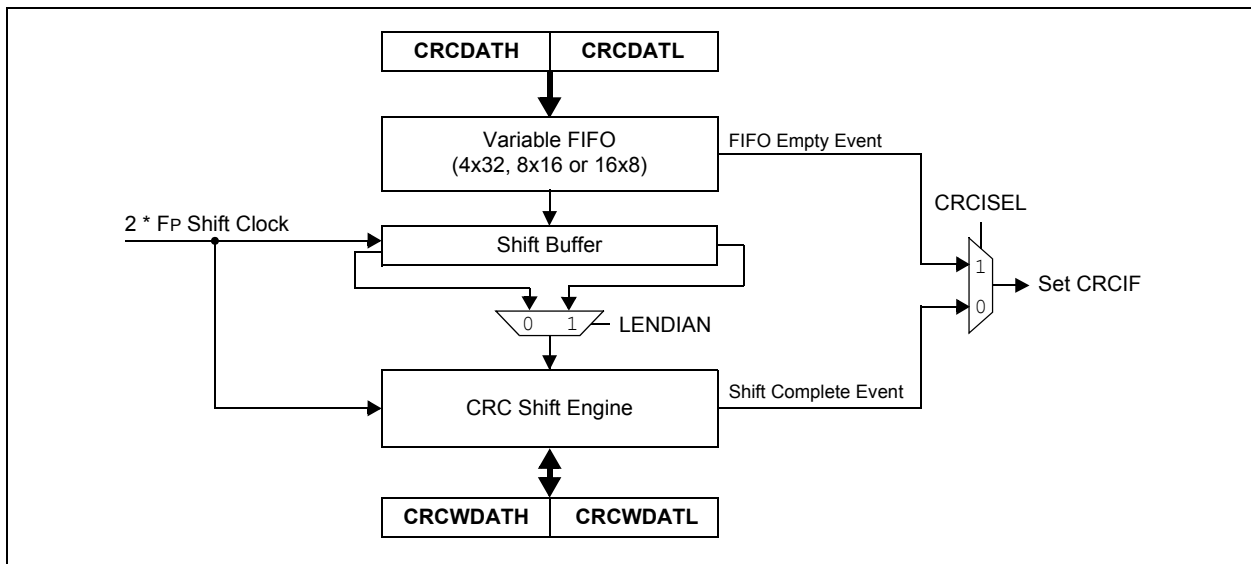 CRCDATH CRCDATL
Variable FIFO
(4x32, 8x16 or 16x8)
FIFO Empty Event
CRCISEL
2 * FP Shift Clock
Shift Buffer
1
Set CRCIF
0
0 1
LENDIAN
CRC Shift Engine
Shift Complete Event
CRCWDATH CRCWDATL